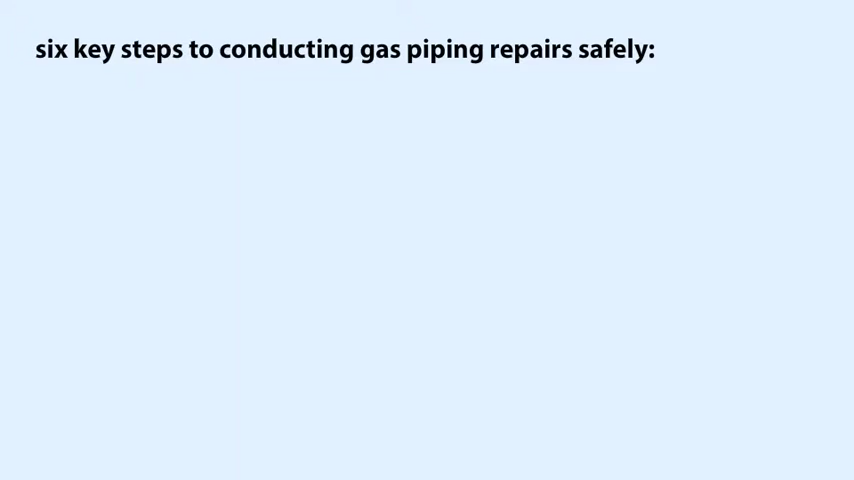 six key steps to conducting gas piping repairs safely: